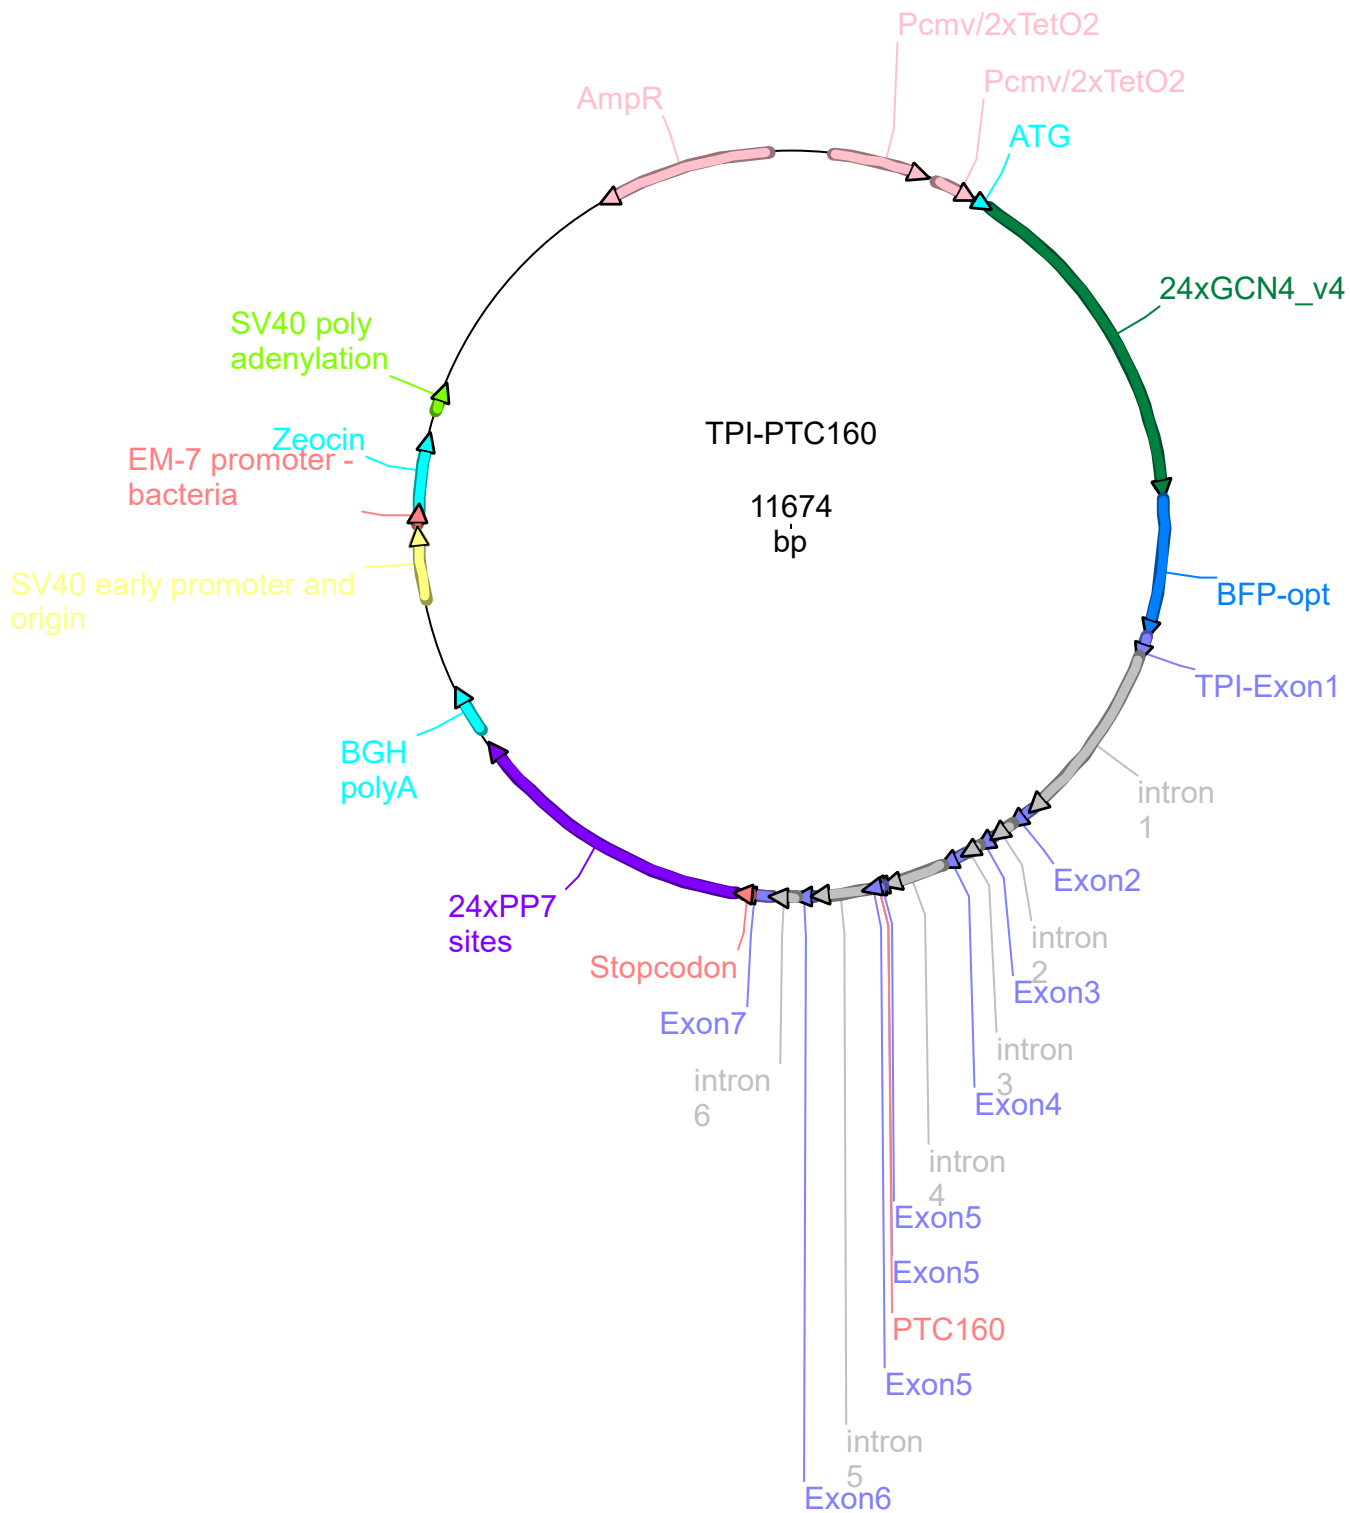 Pcmv/2xTetO2
Pcmv/2xTetO2
AmpR
ATG
24xGCN4_v4
SV40 poly
adenylation
TPI-PTC160
Zeocin
EM-7 promoter -
bacteria
11674
bp
SV40 early promoter and
origin
BFP-opt
TPI-Exon1
BGH
polyA
intron
1
Exon2
24xPP7
sites
intron
2
Stopcodon
Exon3
Exon7
intron
3
intron
6
Exon4
intron
4
Exon5
Exon5
PTC160
Exon5
intron
5
Exon6